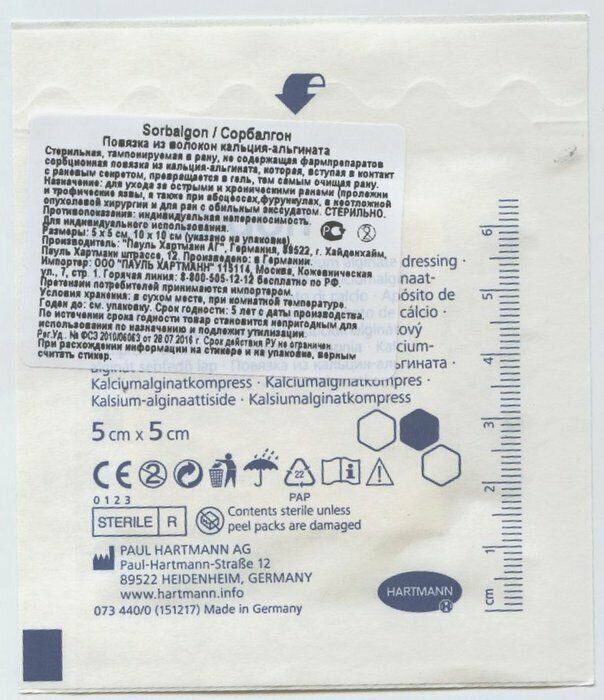 Sorbalgon / Сорбалгон
Повязка из волокон кальция-альгината
Стерильная, тампонируемая в рану, не содержащая фармпрепаратов
сорбционная повязка из кальция-альгината, которая, вступая в контакт
с раневым секретом, превращается в гель, тем самым очищая рану.
Назначение: для ухода за острыми и хроническими ранами (пролежни
и трофические язвы, а также при абсцессах, фурункулах, в неотложной
опухолевой хирургии и для ран с обильным экссудатом. СТЕРИЛЬНО.
Противопоказания: индивидуальная непереносимость.
Для индивидуального использования.
Размеры: 5 x 5 см, 10 x 10 см (указано на упаковке)
Производитель: "Пауль Хартманн АГ", Германия, 89522, г. Хайденхайм,
Пауль Хартманн штрассе, 12. Произведено: в Германии.
Импортер: ООО "ПАУЛЬ ХАРТМАНН" 115114, Москва, Кожевническая
ул., 7, стр. 1. Горячая линия: 8-800-505-12-12 бесплатно по РФ.
Претензии потребителей принимаются импортером.
Условия хранения: в сухом месте, при комнатной температуре.
Годен до: см. упаковку. Срок годности: 5 лет с даты производства.
По истечении срока годности товар становится непригодным для
использования по назначению и подлежит утилизации.
Рег.Уд. № ФСЗ 2010/06063 от 28.07.2016 г. Срок действия РУ не ограничен
При расхождении информации на стикере и на упаковке, верным
считать стикер.
dressing ·
naat-
ósito de
cálcio ·
ový
cium-
ьгината ·
Kalciumalginatkompress · Kalciumalginatkompres ·
Kalsium-alginaattiside · Kalsiumalginatkompress
5 cm x 5 cm
CE
0123
22
PAP
STERILE R
Contents sterile unless
peel packs are damaged
PAUL HARTMANN AG
Paul-Hartmann-Straße 12
89522 HEIDENHEIM, GERMANY
www.hartmann.info
073 440/0 (151217) Made in Germany
HARTMANN
6
5
4
3
2
1
cm